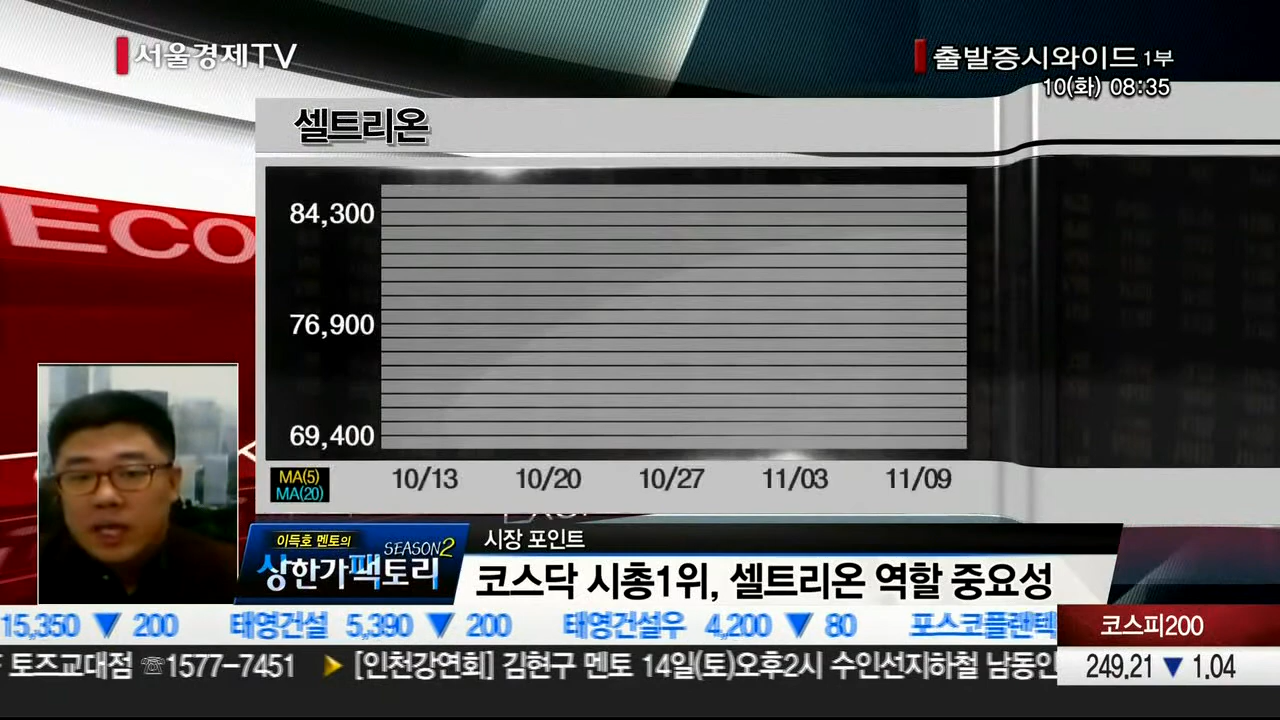 서울경제TV
출발증시와이드 1부
10(화) 08:35
셀트리온
ECO
84,300
76,900
69,400
MA(5)
MA(20)
10/13 10/20 10/27 11/03 11/09
이득호 멘토의
상한가팩토리 SEASON2
시장 포인트
코스닥 시총1위, 셀트리온 역할 중요성
15,350 ▼ 200 태영건설 5,390 ▼ 200 태영건설우 4,200 ▼ 80 포스코플랜텍
코스피200
249.21 ▼ 1.04
토즈교대점 ☏1577-7451 ▶ [인천강연회] 김현구 멘토 14일(토)오후2시 수인선지하철 남동인